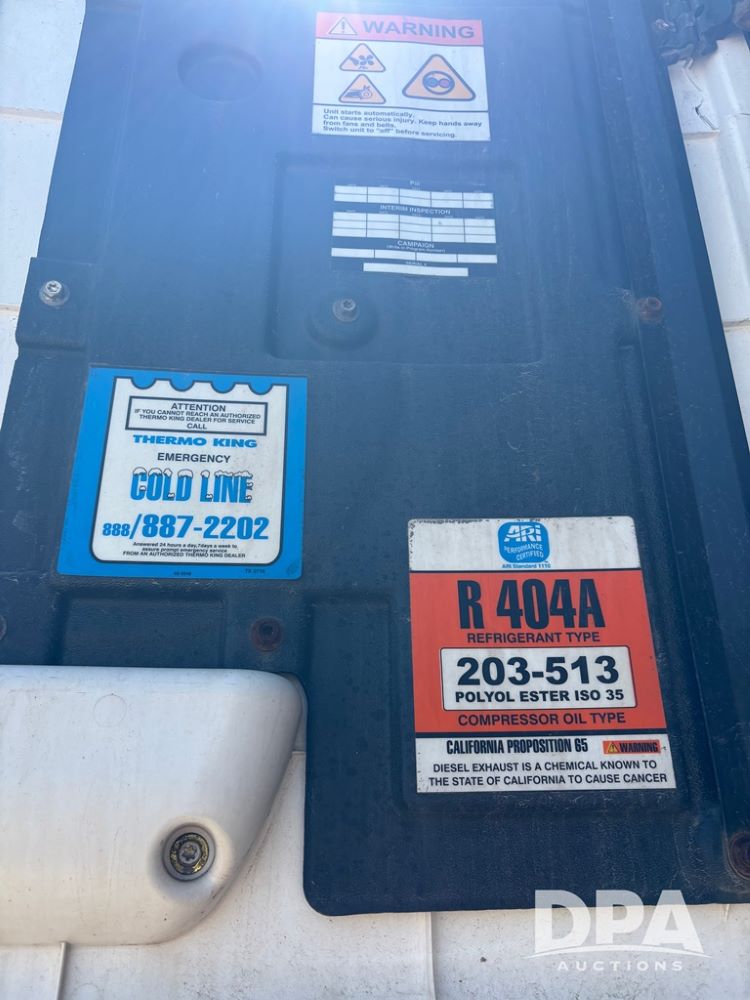 WARNING
Unit starts automatically.
Can cause serious injury. Keep hands away
from fans and belts.
Switch unit to "off" before servicing.
INTERIM INSPECTION
CAMPAIGN
SERIAL #
ATTENTION
IF YOU CANNOT REACH AN AUTHORIZED
THERMO KING DEALER FOR SERVICE
CALL
THERMO KING
EMERGENCY
COLD LINE
888/887-2202
Answered 24 hours a day, 7days a week to
assure prompt emergency service
FROM AN AUTHORIZED THERMO KING DEALER
ARI
PERFORMANCE
CERTIFIED
ARI Standard 1110
R 404A
REFRIGERANT TYPE
203-513
POLYOL ESTER ISO 35
COMPRESSOR OIL TYPE
CALIFORNIA PROPOSITION 65 WARNING
DIESEL EXHAUST IS A CHEMICAL KNOWN TO
THE STATE OF CALIFORNIA TO CAUSE CANCER
DPA
AUCTIONS